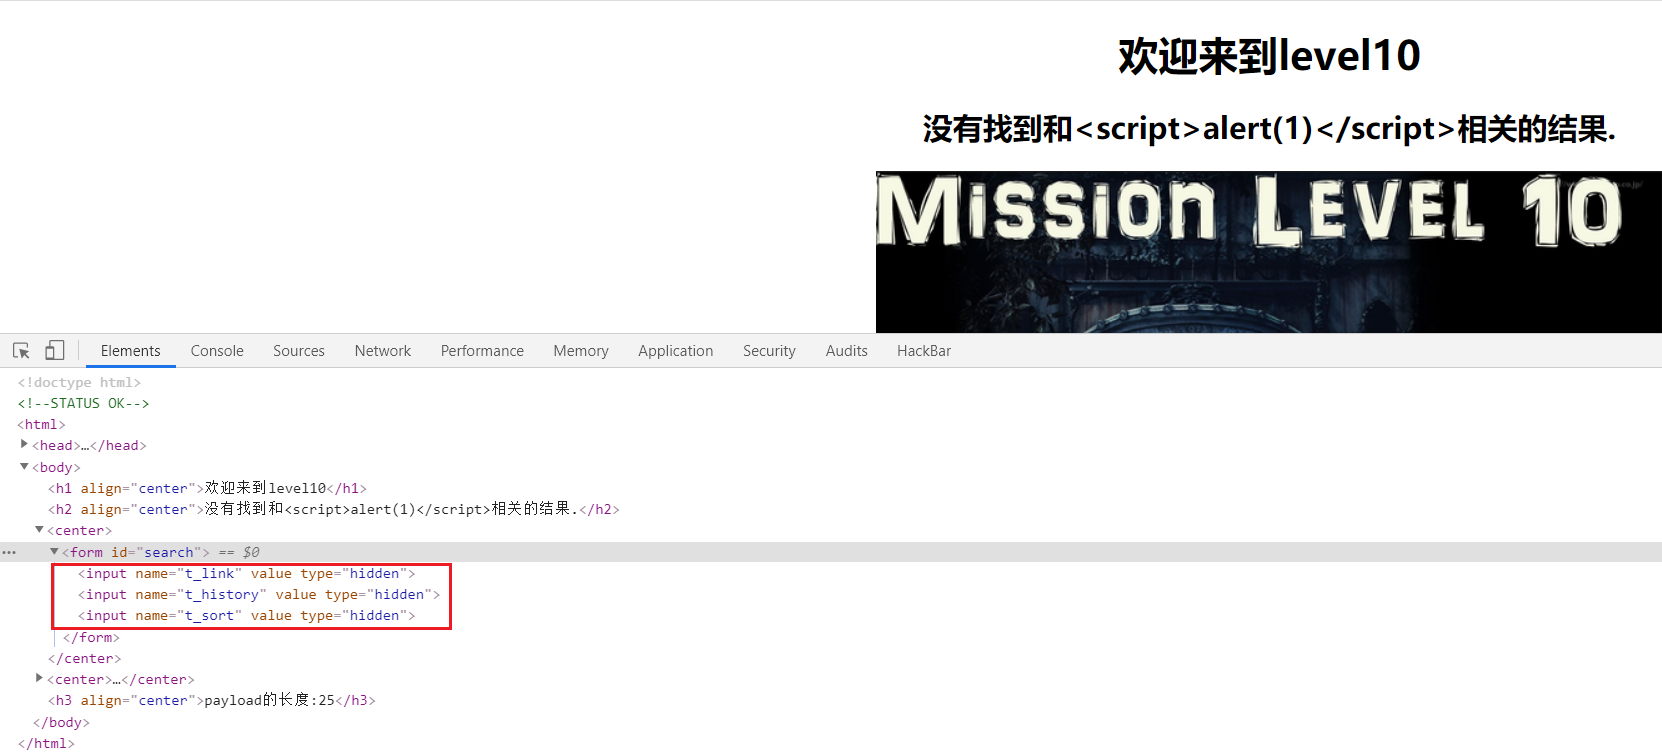 欢迎来到level10
没有找到和<script>alert(1)</script>相关的结果.
MISSION LEVEL 10
Elements Console Sources Network Performance Memory Application Security Audits HackBar
<!doctype html>
<!--STATUS OK-->
<html>
<head>…</head>
<body>
<h1 align="center">欢迎来到level10</h1>
<h2 align="center">没有找到和<script>alert(1)</script>相关的结果.</h2>
<center>
… <form id="search"> == $0
<input name="t_link" value type="hidden">
<input name="t_history" value type="hidden">
<input name="t_sort" value type="hidden">
</form>
</center>
<center>…</center>
<h3 align="center">payload的长度:25</h3>
</body>
</html>